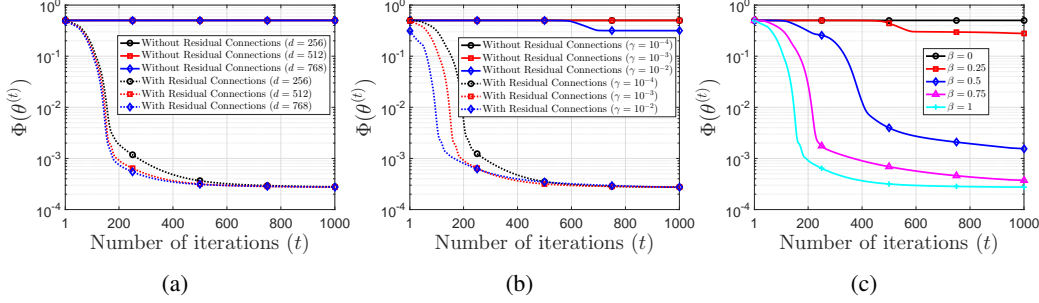 10^0
10^-1
10^-2
10^-3
10^-4
Φ(θ^(t))
1 200 400 600 800 1000
Number of iterations (t)
Without Residual Connections (d = 256)
Without Residual Connections (d = 512)
Without Residual Connections (d = 768)
With Residual Connections (d = 256)
With Residual Connections (d = 512)
With Residual Connections (d = 768)
(a)
10^0
10^-1
10^-2
10^-3
10^-4
Φ(θ^(t))
1 200 400 600 800 1000
Number of iterations (t)
Without Residual Connections (γ = 10^-4)
Without Residual Connections (γ = 10^-3)
Without Residual Connections (γ = 10^-2)
With Residual Connections (γ = 10^-4)
With Residual Connections (γ = 10^-3)
With Residual Connections (γ = 10^-2)
(b)
10^0
10^-1
10^-2
10^-3
10^-4
Φ(θ^(t))
1 200 400 600 800 1000
Number of iterations (t)
β = 0
β = 0.25
β = 0.5
β = 0.75
β = 1
(c)